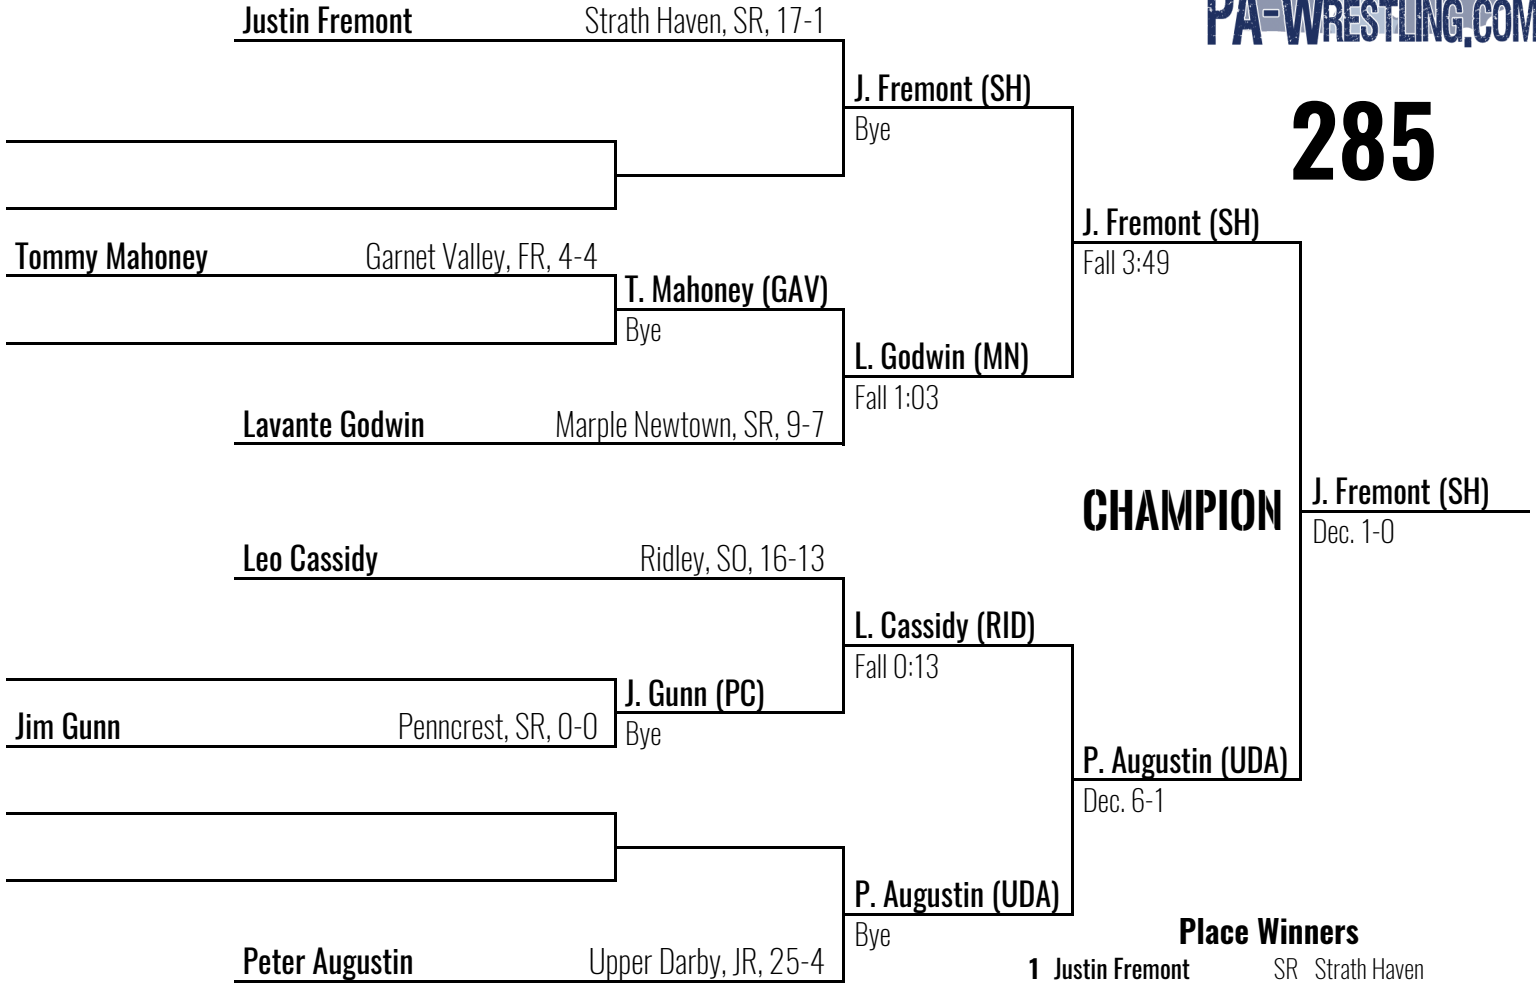 PA-WRESTLING.COM
285
Justin Fremont Strath Haven, SR, 17-1
J. Fremont (SH)
Bye
J. Fremont (SH)
Fall 3:49
Tommy Mahoney Garnet Valley, FR, 4-4
T. Mahoney (GAV)
Bye
L. Godwin (MN)
Fall 1:03
Lavante Godwin Marple Newtown, SR, 9-7
CHAMPION
J. Fremont (SH)
Dec. 1-0
Leo Cassidy Ridley, SO, 16-13
L. Cassidy (RID)
Fall 0:13
J. Gunn (PC)
Bye
Jim Gunn Penncrest, SR, 0-0
P. Augustin (UDA)
Dec. 6-1
P. Augustin (UDA)
Bye
Peter Augustin Upper Darby, JR, 25-4
Place Winners
1 Justin Fremont SR Strath Haven